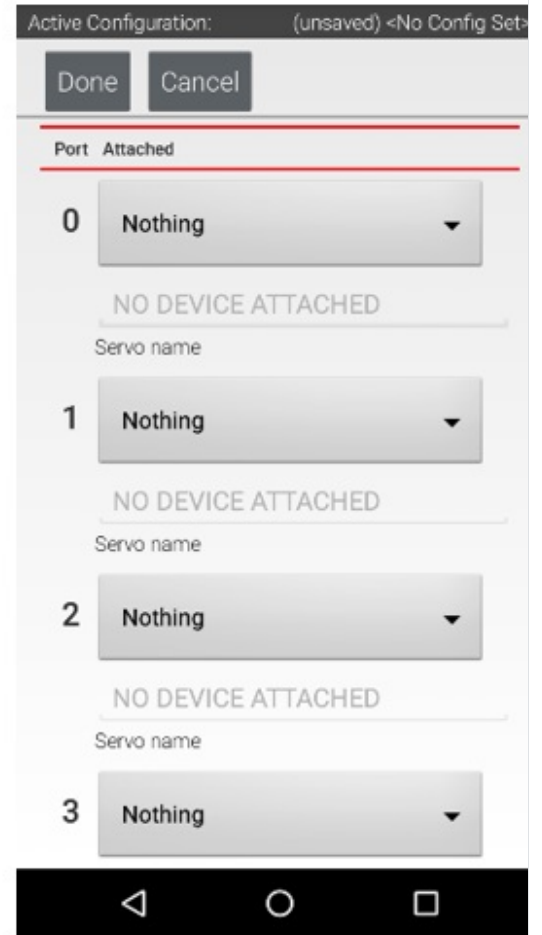 Active Configuration: (unsaved) <No Config Set>
Done Cancel
Port Attached
0 Nothing
NO DEVICE ATTACHED
Servo name
1 Nothing
NO DEVICE ATTACHED
Servo name
2 Nothing
NO DEVICE ATTACHED
Servo name
3 Nothing